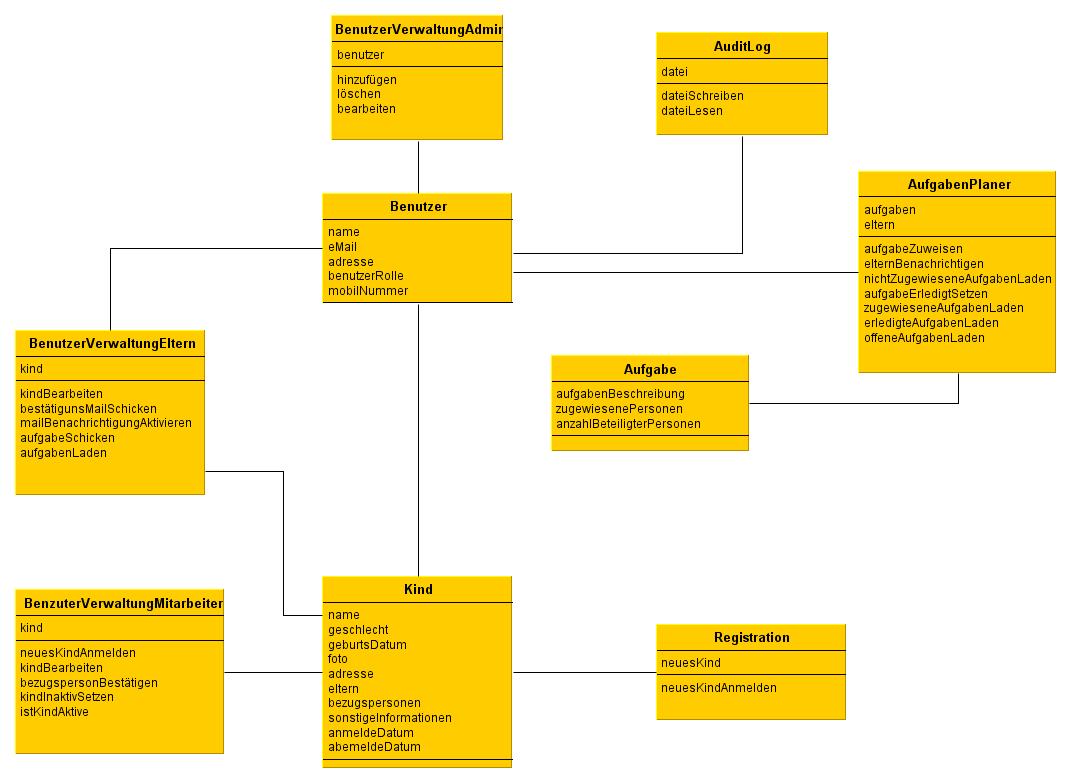 BenutzerVerwaltungAdmin
benutzer
hinzufügen
löschen
bearbeiten
AuditLog
datei
dateiSchreiben
dateiLesen
AufgabenPlaner
aufgaben
eltern
aufgabeZuweisen
elternBenachrichtigen
nichtZugewieseneAufgabenLaden
aufgabeErledigtSetzen
zugewieseneAufgabenLaden
erledigteAufgabenLaden
offeneAufgabenLaden
Benutzer
name
eMail
adresse
benutzerRolle
mobilNummer
BenutzerVerwaltungEltern
kind
kindBearbeiten
bestätigunsMailSchicken
mailBenachrichtigungAktivieren
aufgabeSchicken
aufgabenLaden
Aufgabe
aufgabenBeschreibung
zugewiesenePersonen
anzahlBeteiligterPersonen
BenzuterVerwaltungMitarbeiter
kind
neuesKindAnmelden
kindBearbeiten
bezugspersonBestätigen
kindInaktivSetzen
istKindAktive
Kind
name
geschlecht
geburtsDatum
foto
adresse
eltern
bezugspersonen
sonstigeInformationen
anmeldeDatum
abemeldeDatum
Registration
neuesKind
neuesKindAnmelden